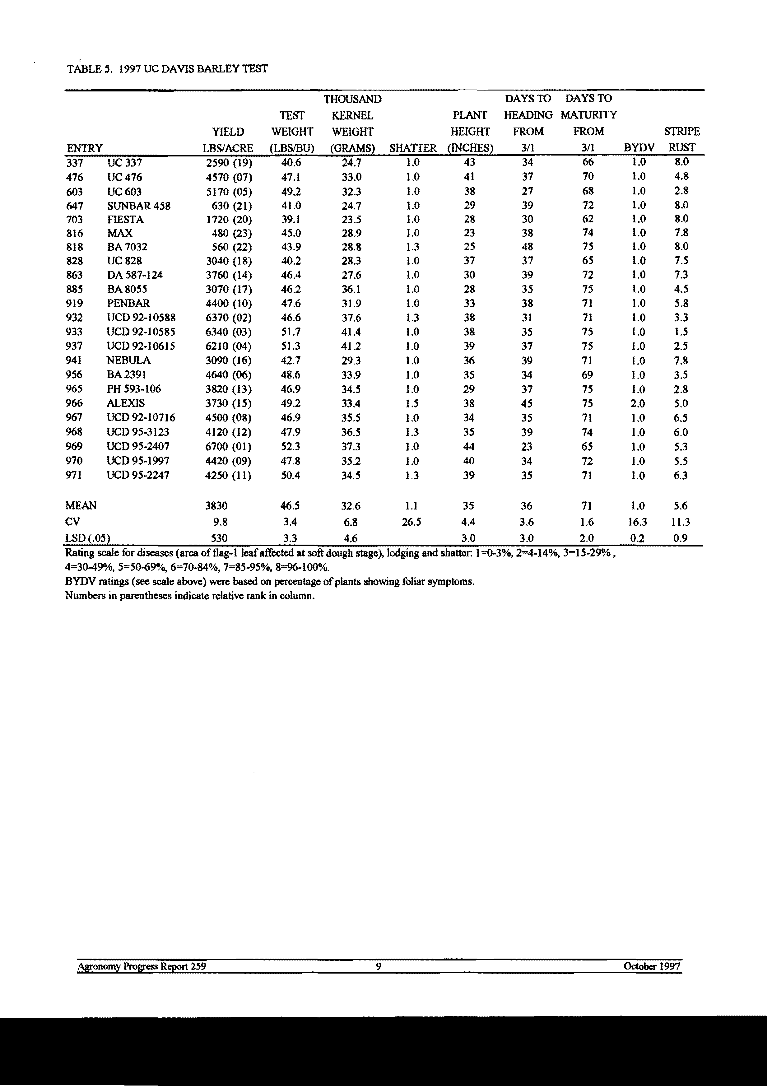 TABLE 5. 1997 UC DAVIS BARLEY TEST
THOUSAND DAYS TO DAYS TO
TEST KERNEL PLANT HEADING MATURITY
YIELD WEIGHT WEIGHT HEIGHT FROM FROM STRIPE
ENTRY LBS/ACRE (LBS/BU) (GRAMS) SHATTER (INCHES) 3/1 3/1 BYDV RUST
337 UC 337 2590 (19) 40.6 24.7 1.0 43 34 66 1.0 8.0
476 UC 476 4570 (07) 47.1 33.0 1.0 41 37 70 1.0 4.8
603 UC 603 5170 (05) 49.2 32.3 1.0 38 27 68 1.0 2.8
647 SUNBAR 458 630 (21) 41.0 24.7 1.0 29 39 72 1.0 8.0
703 FIESTA 1720 (20) 39.1 23.5 1.0 28 30 62 1.0 8.0
816 MAX 480 (23) 45.0 28.9 1.0 23 38 74 1.0 7.8
818 BA 7032 560 (22) 43.9 28.8 1.3 25 48 75 1.0 8.0
828 UC 828 3040 (18) 40.2 28.3 1.0 37 37 65 1.0 7.5
863 DA 587-124 3760 (14) 46.4 27.6 1.0 30 39 72 1.0 7.3
885 BA 8055 3070 (17) 46.2 36.1 1.0 28 35 75 1.0 4.5
919 PENBAR 4400 (10) 47.6 31.9 1.0 33 38 71 1.0 5.8
932 UCD 92-10588 6370 (02) 46.6 37.6 1.3 38 31 71 1.0 3.3
933 UCD 92-10585 6340 (03) 51.7 41.4 1.0 38 35 75 1.0 1.5
937 UCD 92-10615 6210 (04) 51.3 41.2 1.0 39 37 75 1.0 2.5
941 NEBULA 3090 (16) 42.7 29.3 1.0 36 39 71 1.0 7.8
956 BA 2391 4640 (06) 48.6 33.9 1.0 35 34 69 1.0 3.5
965 PH 593-106 3820 (13) 46.9 34.5 1.0 29 37 75 1.0 2.8
966 ALEXIS 3730 (15) 49.2 33.4 1.5 38 45 75 2.0 5.0
967 UCD 92-10716 4500 (08) 46.9 35.5 1.0 34 35 71 1.0 6.5
968 UCD 95-3123 4120 (12) 47.9 36.5 1.3 35 39 74 1.0 6.0
969 UCD 95-2407 6700 (01) 52.3 37.3 1.0 44 23 65 1.0 5.3
970 UCD 95-1997 4420 (09) 47.8 35.2 1.0 40 34 72 1.0 5.5
971 UCD 95-2247 4250 (11) 50.4 34.5 1.3 39 35 71 1.0 6.3
MEAN 3830 46.5 32.6 1.1 35 36 71 1.0 5.6
CV 9.8 3.4 6.8 26.5 4.4 3.6 1.6 16.3 11.3
LSD (.05) 530 3.3 4.6 3.0 3.0 2.0 0.2 0.9
Rating scale for diseases (area of flag-1 leaf affected at soft dough stage), lodging and shatter: 1=0-3%, 2=4-14%, 3=15-29% ,
4=30-49%, 5=50-69%, 6=70-84%, 7=85-95%, 8=96-100%.
BYDV ratings (see scale above) were based on percentage of plants showing foliar symptoms.
Numbers in parentheses indicate relative rank in column.
Agronomy Progress Report 259 9 October 1997